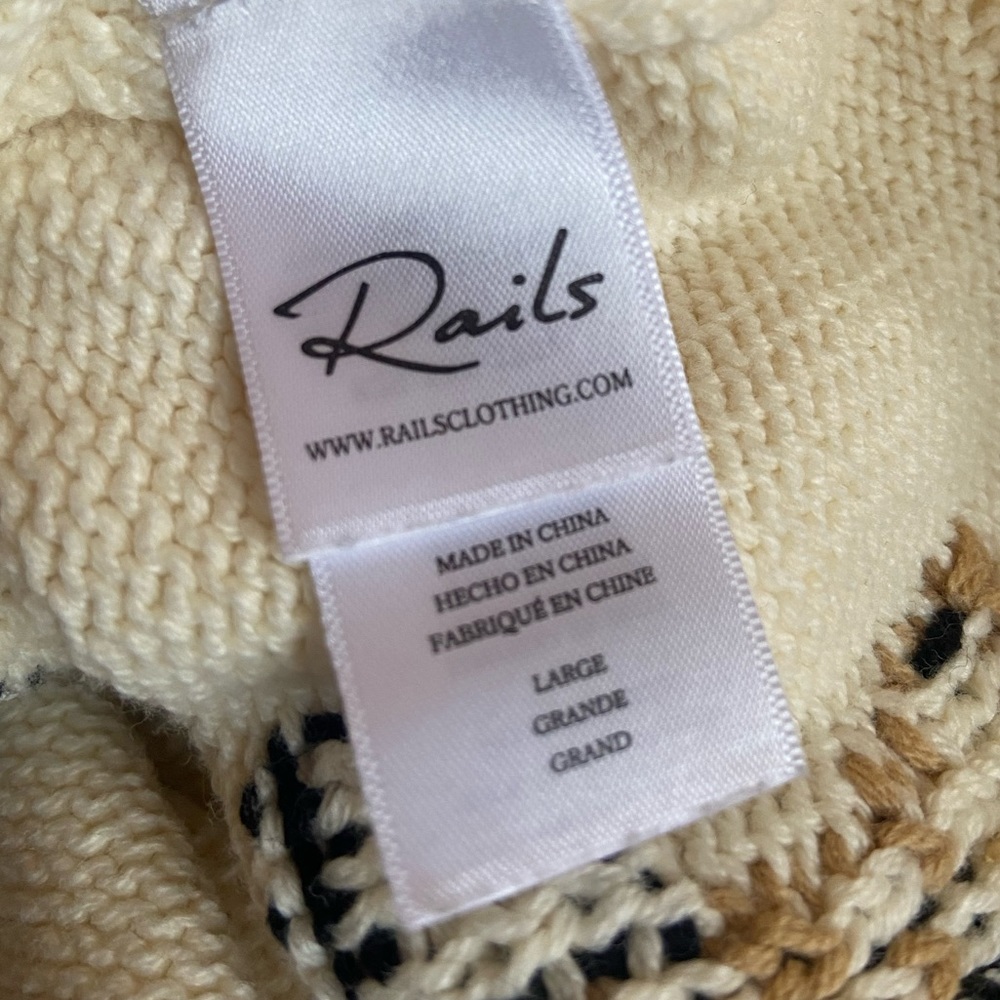 Rails
WWW.RAILSCLOTHING.COM
MADE IN CHINA
HECHO EN CHINA
FABRIQUÉ EN CHINE
LARGE
GRANDE
GRAND